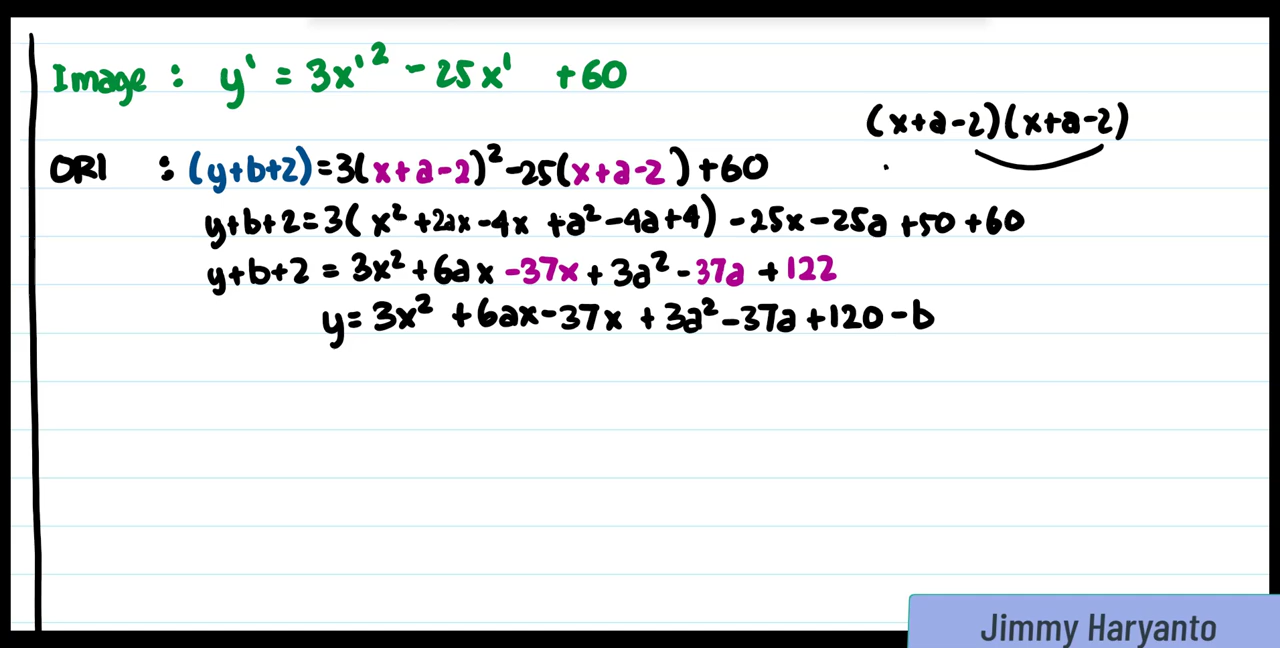 Image : y' = 3x'² - 25x' + 60
(x+a-2)(x+a-2)
ORI : (y+b+2)=3(x+a-2)²-25(x+a-2)+60
y+b+2=3(x²+2ax-4x+a²-4a+4)-25x-25a+50+60
y+b+2 = 3x²+6ax-37x+3a²-37a+122
y=3x²+6ax-37x+3a²-37a+120-b
Jimmy Haryanto